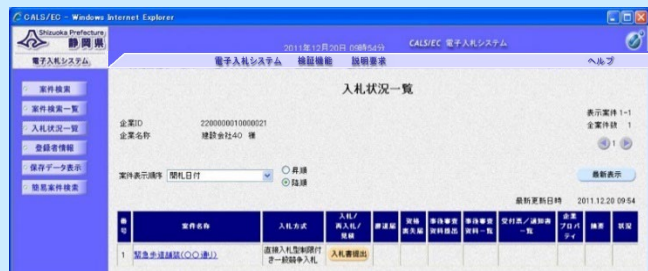 CALS/EC - Windows Internet Explorer
Shizuoka Prefecture
静岡県
2011年12月20日 09時54分
CALS/EC 電子入札システム
電子入札システム
電子入札システム 検証機能 説明要求
ヘルプ
案件検索
案件検索一覧
入札状況一覧
登録者情報
保存データ表示
簡易案件検索
入札状況一覧
表示案件 1-1
全案件数 1
1
企業ID 2200000010000021
企業名称 建設会社40 様
案件表示順序 開札日付
昇順
降順
最新表示
最新更新日時 2011.12.20 09:54
番号 案件名称 入札方式 入札/再入札/見積 辞退届 資格喪失届 事後審査資料提出 事後審査資料一覧 受付票/通知書一覧 企業プロパティ 摘要 状況
1 緊急歩道舗装(〇〇通り) 直接入札型制限付き一般競争入札 入札書提出